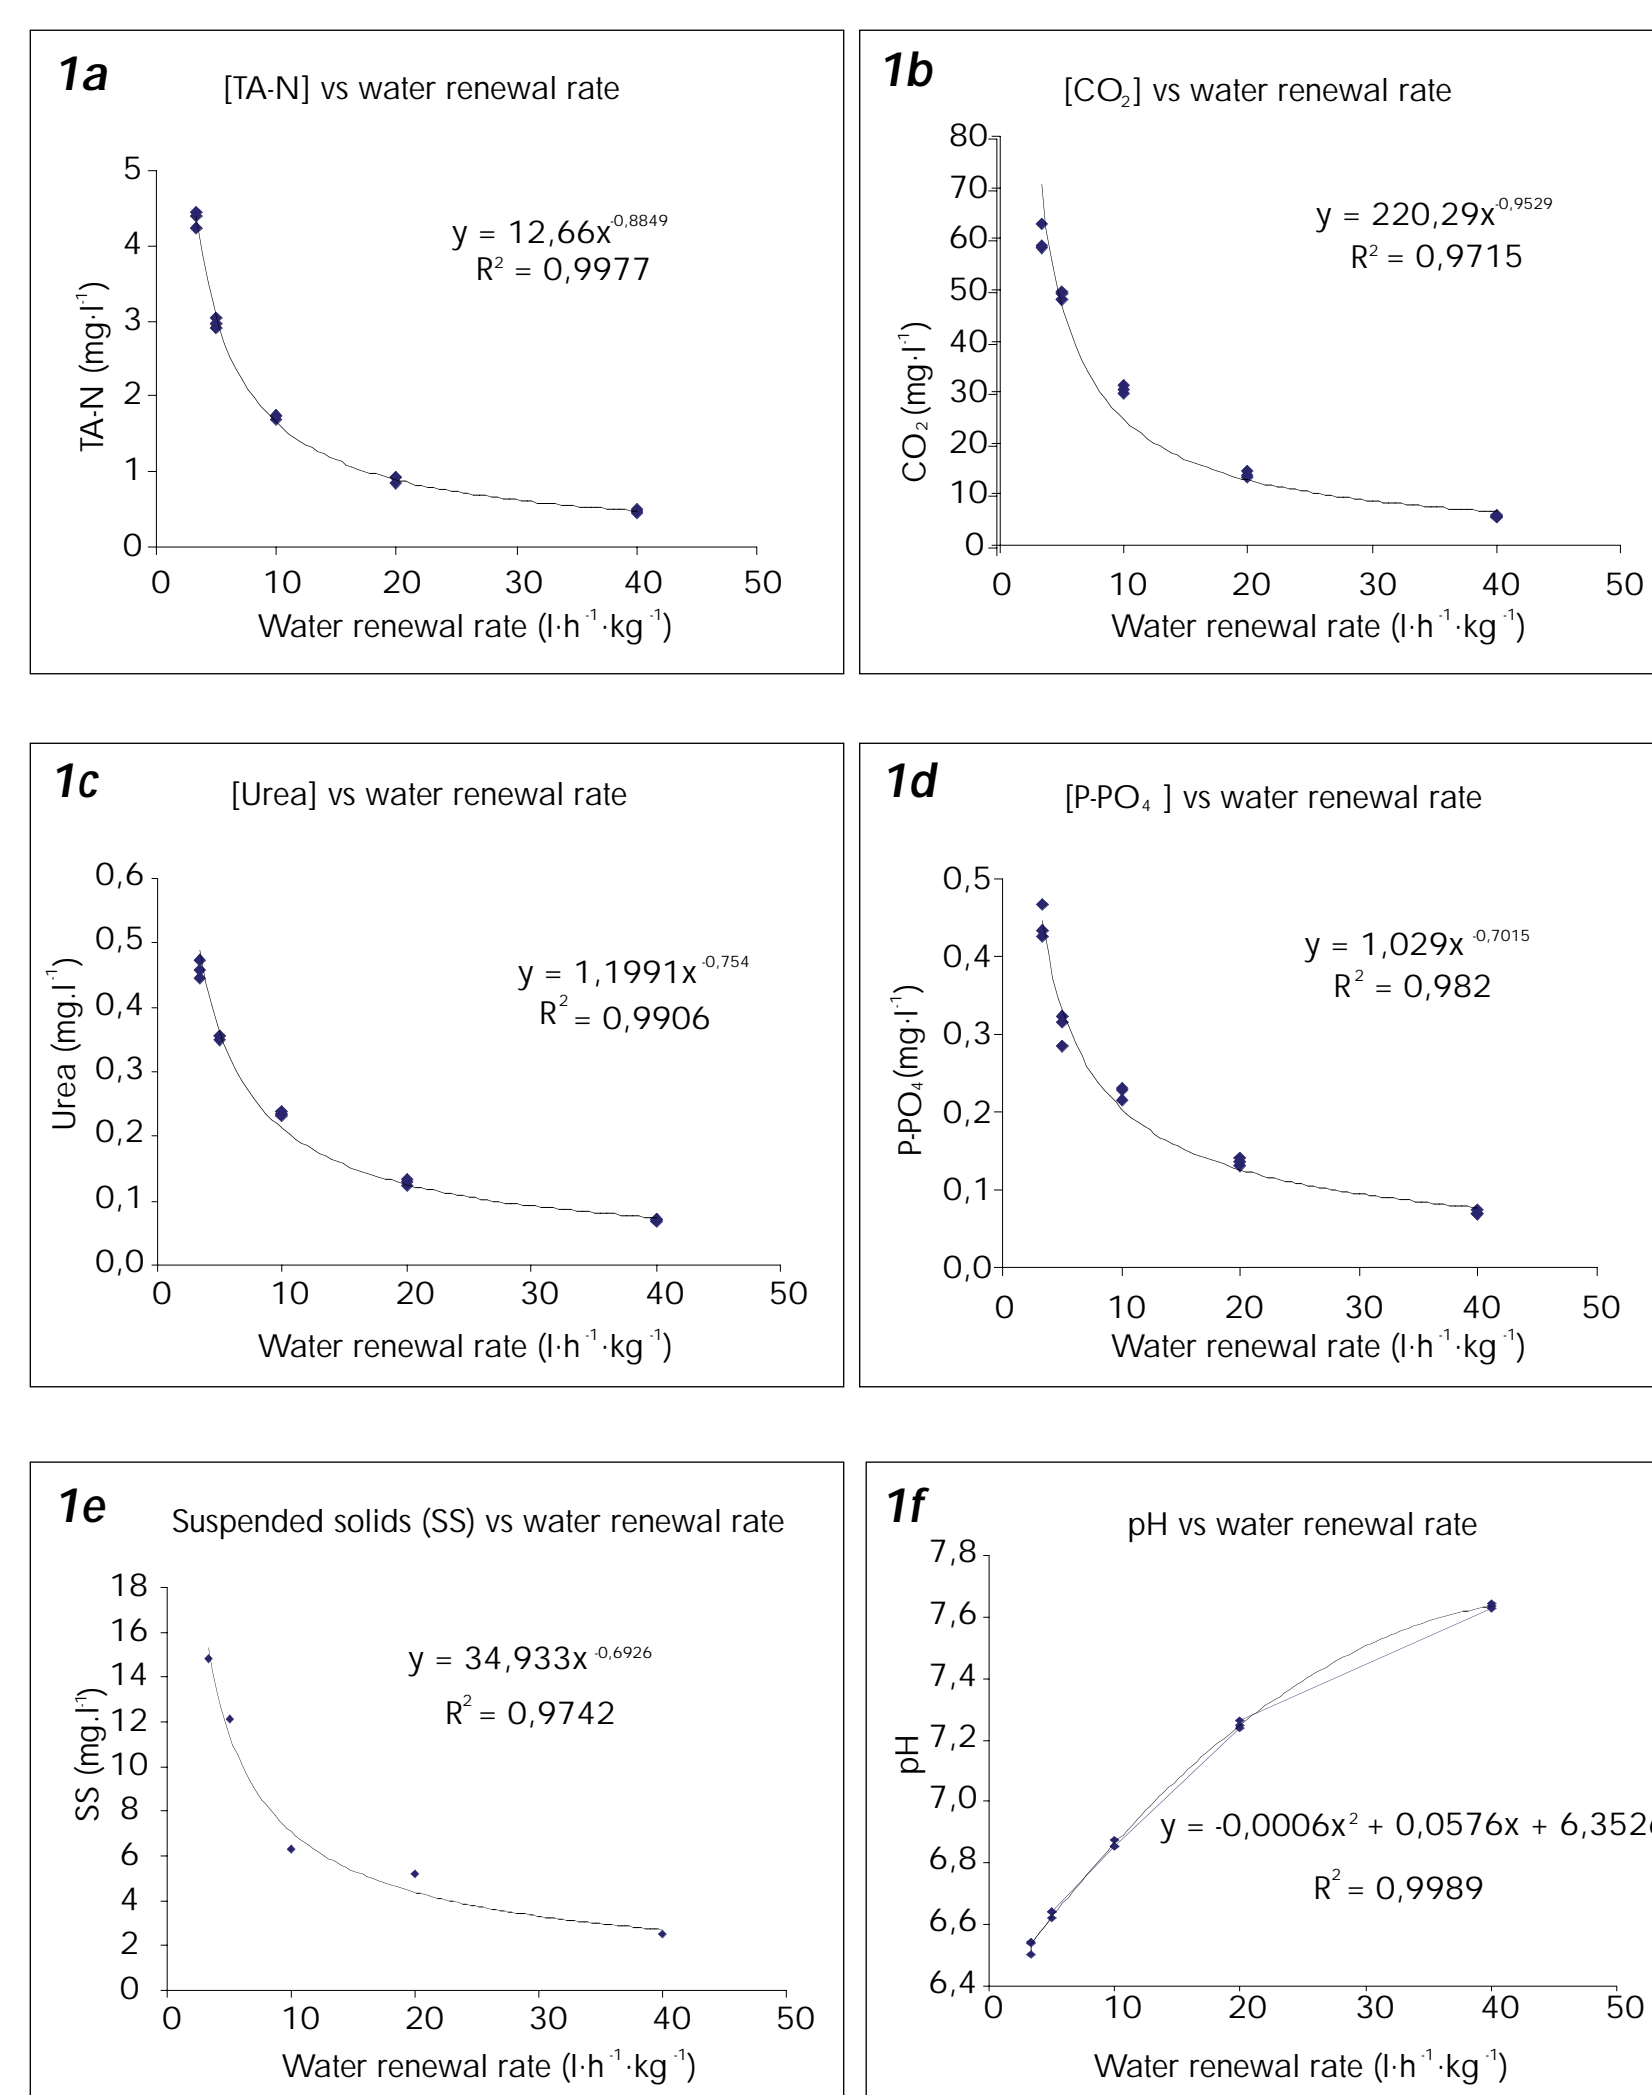 1a
[TA-N] vs water renewal rate
5
4
3
2
1
0
TA-N (mg·l⁻¹)
y = 12,66x⁻⁰,⁸⁸⁴⁹
R² = 0,9977
0 10 20 30 40 50
Water renewal rate (l·h⁻¹·kg⁻¹)
1b
[CO₂] vs water renewal rate
80
70
60
50
40
30
20
10
0
CO₂ (mg·l⁻¹)
y = 220,29x⁻⁰,⁹⁵²⁹
R² = 0,9715
0 10 20 30 40 50
Water renewal rate (l·h⁻¹·kg⁻¹)
1c
[Urea] vs water renewal rate
0,6
0,5
0,4
0,3
0,2
0,1
0,0
Urea (mg.l⁻¹)
y = 1,1991x⁻⁰,⁷⁵⁴
R² = 0,9906
0 10 20 30 40 50
Water renewal rate (l·h⁻¹·kg⁻¹)
1d
[P-PO₄ ] vs water renewal rate
0,5
0,4
0,3
0,2
0,1
0,0
P-PO₄ (mg·l⁻¹)
y = 1,029x⁻⁰,⁷⁰¹⁵
R² = 0,982
0 10 20 30 40 50
Water renewal rate (l·h⁻¹·kg⁻¹)
1e
Suspended solids (SS) vs water renewal rate
18
16
14
12
10
8
6
4
2
0
SS (mg.l⁻¹)
y = 34,933x⁻⁰,⁶⁹²⁶
R² = 0,9742
0 10 20 30 40 50
Water renewal rate (l·h⁻¹·kg⁻¹)
1f
pH vs water renewal rate
7,8
7,6
7,4
7,2
7,0
6,8
6,6
6,4
pH
y = -0,0006x² + 0,0576x + 6,352
R² = 0,9989
0 10 20 30 40 50
Water renewal rate (l·h⁻¹·kg⁻¹)